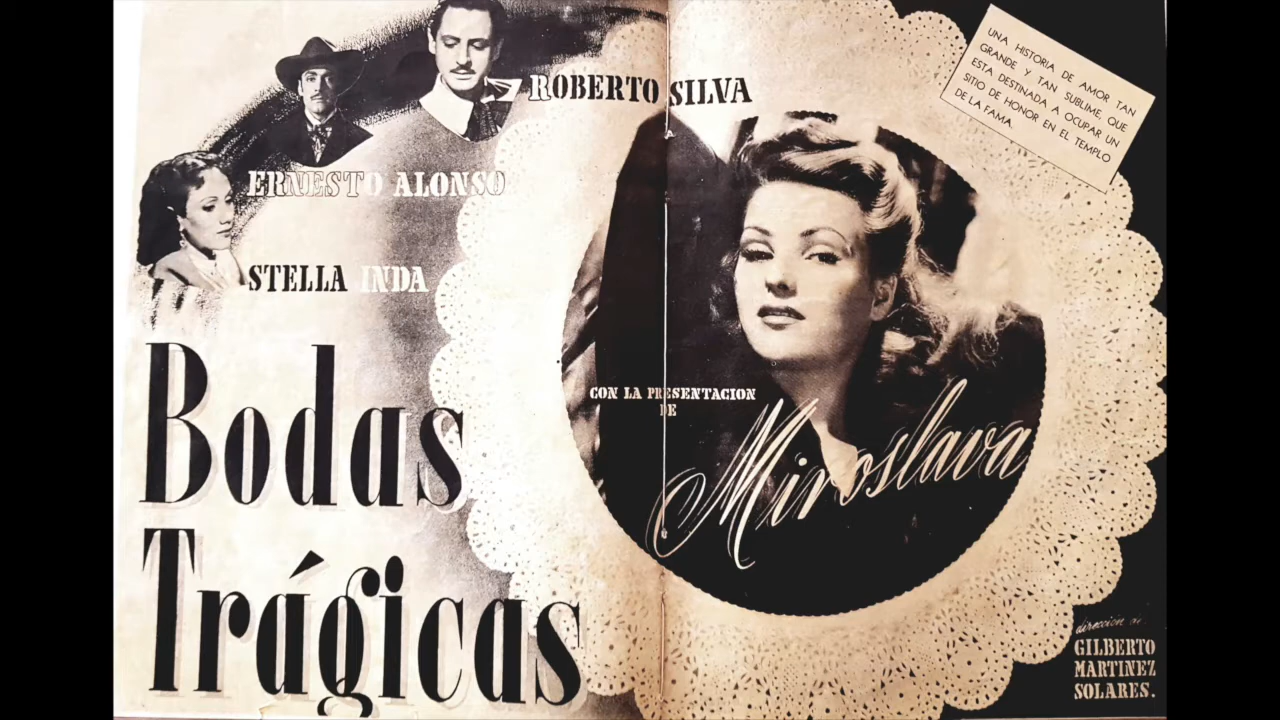 ROBERTO SILVA
ERNESTO ALONSO
STELLA INDA
Bodas
Trágicas
CON LA PRESENTACION
DE
Miroslava
UNA HISTORIA DE AMOR TAN
GRANDE Y TAN SUBLIME, QUE
ESTA DESTINADA A OCUPAR UN
SITIO DE HONOR EN EL TEMPLO
DE LA FAMA.
dirección de
GILBERTO
MARTINEZ
SOLARES.